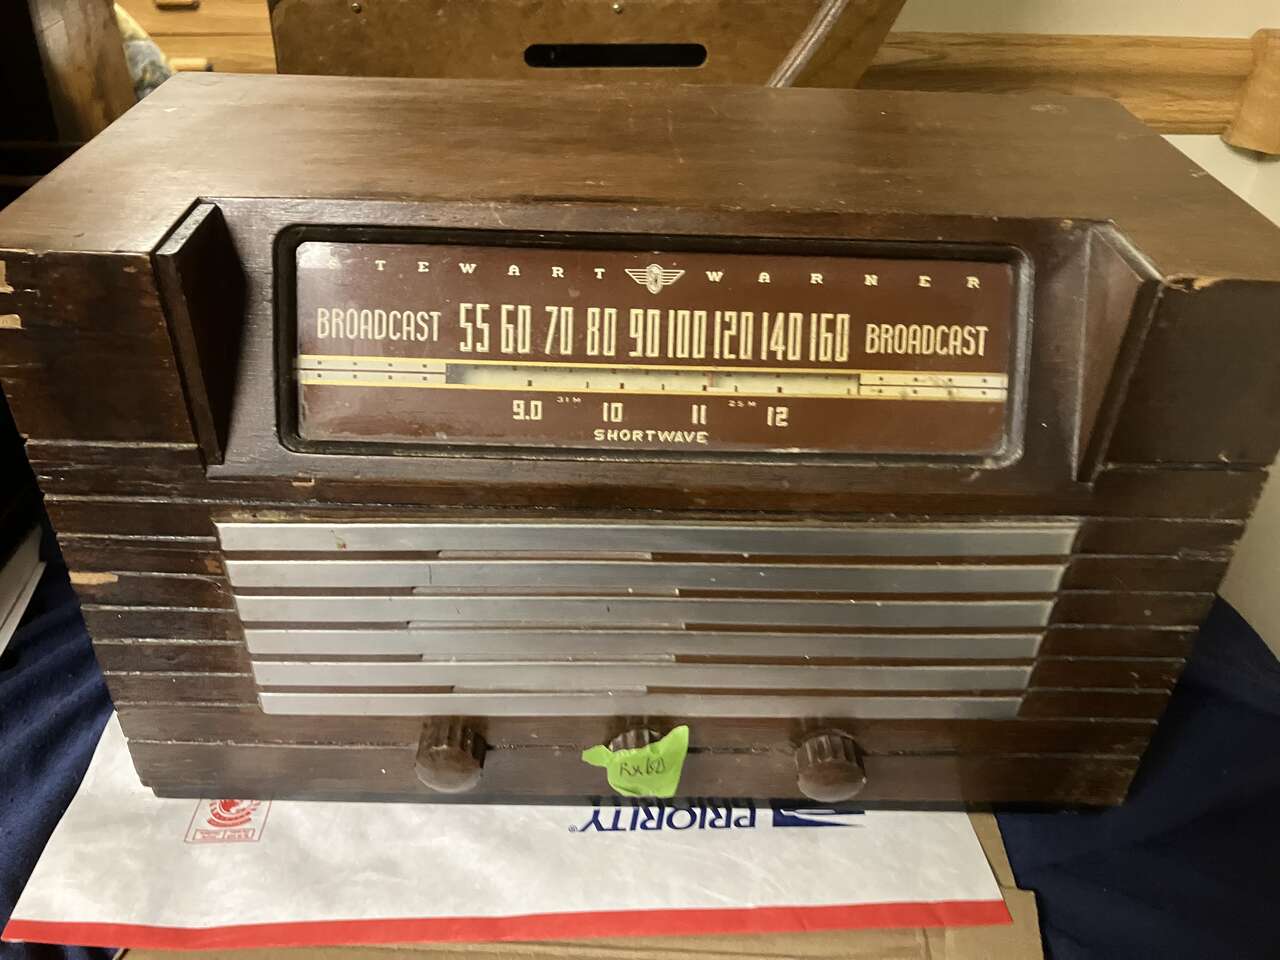 STEWART WARNER
BROADCAST 55 60 70 80 90 100 120 140 160 BROADCAST
9.0 31M 10 11 25M 12
SHORTWAVE
PRIORITY®